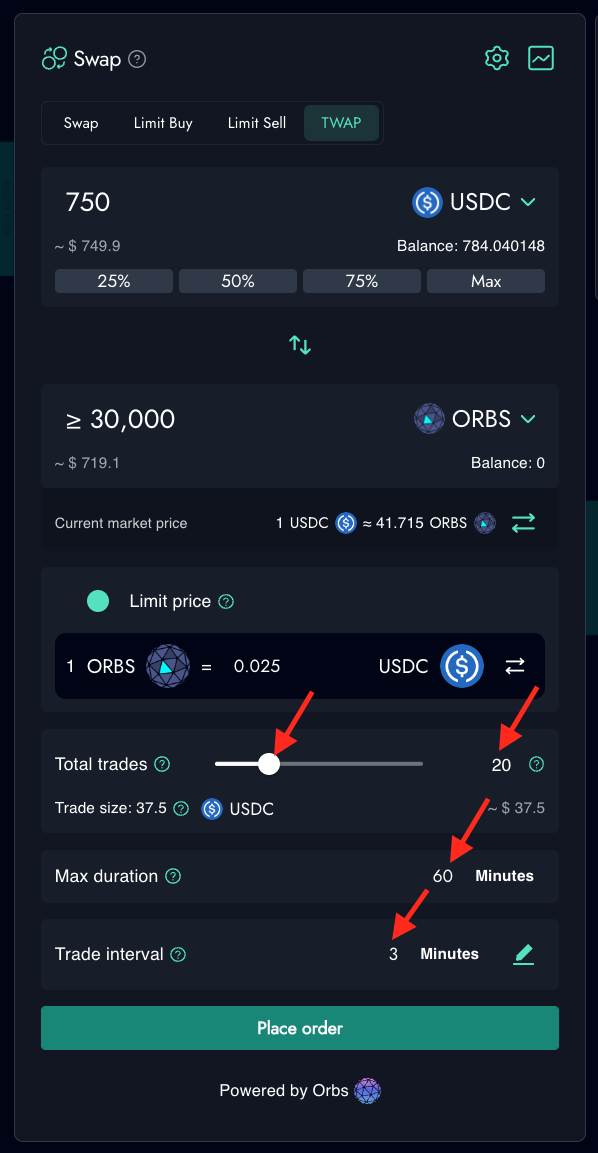 Swap ?
Swap Limit Buy Limit Sell TWAP
750 USDC
~ $ 749.9 Balance: 784.040148
25% 50% 75% Max
≥ 30,000 ORBS
~ $ 719.1 Balance: 0
Current market price 1 USDC ≈ 41.715 ORBS
Limit price ?
1 ORBS = 0.025 USDC
Total trades ? 20 ?
Trade size: 37.5 ? USDC ~ $ 37.5
Max duration ? 60 Minutes
Trade interval ? 3 Minutes
Place order
Powered by Orbs